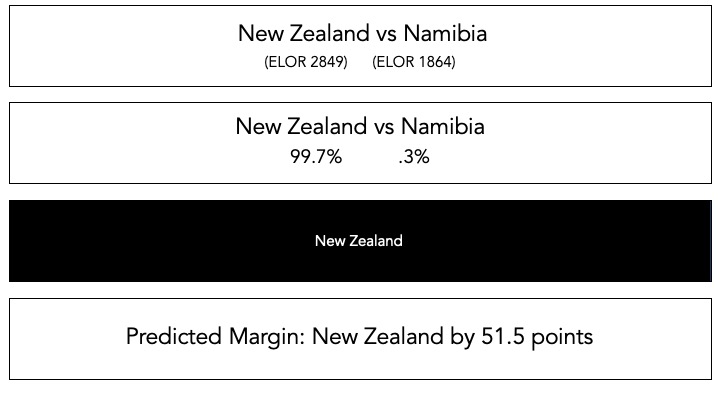 New Zealand vs Namibia
(ELOR 2849) (ELOR 1864)
New Zealand vs Namibia
99.7% .3%
New Zealand
Predicted Margin: New Zealand by 51.5 points